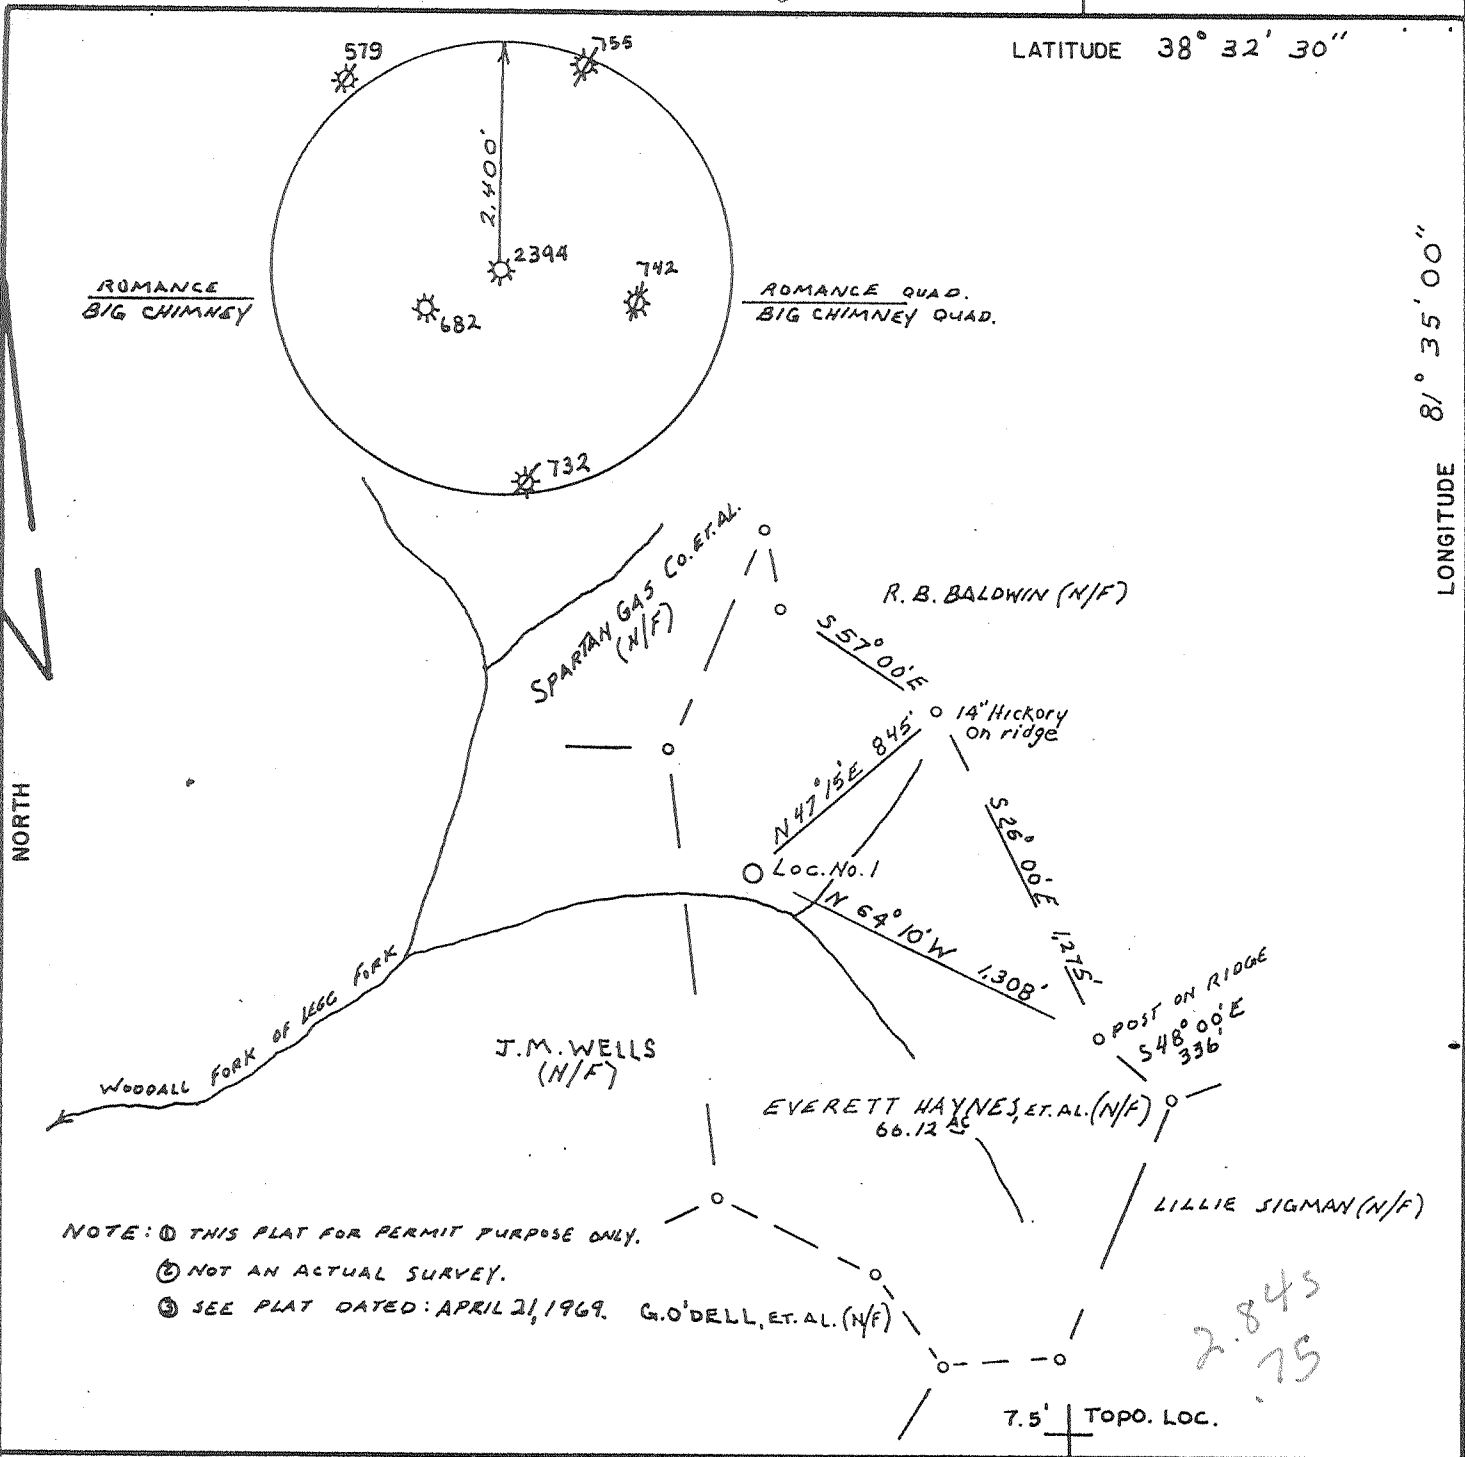 LATITUDE 38° 32' 30"
579
755
2,400'
2394
742
682
ROMANCE
BIG CHIMNEY
ROMANCE QUAD.
BIG CHIMNEY QUAD.
732
LONGITUDE 81° 35' 00"
SPARTAN GAS CO. ET. AL.
(N/F)
R. B. BALDWIN (N/F)
S 57° 00' E
14" Hickory
on ridge
N 47° 15' E 845'
NORTH
LOC. NO. 1
S 26° 00' E 1,275'
N 64° 10' W 1,308'
POST ON RIDGE
S 48° 00' E
336'
WOODALL FORK OF LEGG FORK
J. M. WELLS
(N/F)
EVERETT HAYNES, ET. AL. (N/F)
66.12 AC
LILLIE SIGMAN (N/F)
NOTE: ① THIS PLAT FOR PERMIT PURPOSE ONLY.
② NOT AN ACTUAL SURVEY.
③ SEE PLAT DATED: APRIL 21, 1969.
G. O'DELL, ET. AL. (N/F)
2.845
.75
7.5' TOPO. LOC.